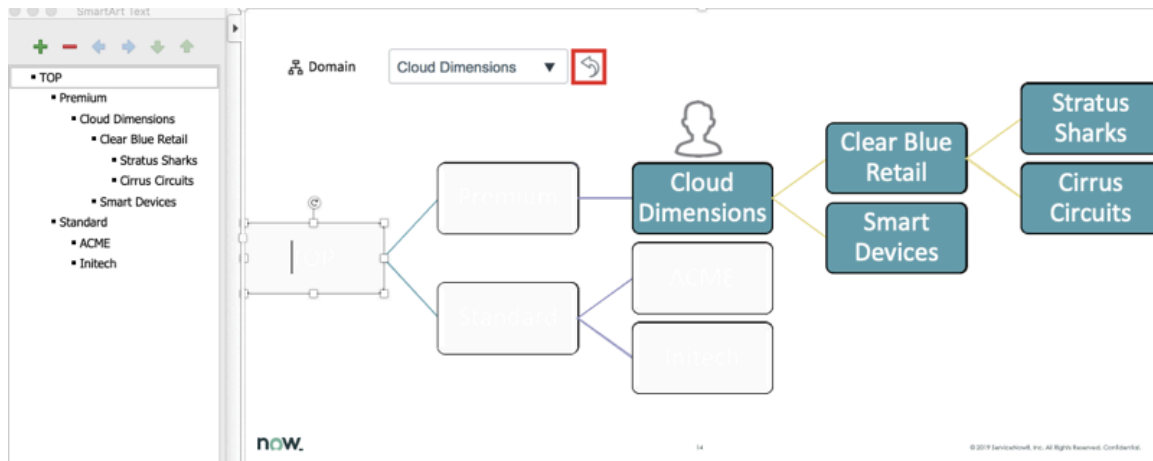 SmartArt Text
TOP
Premium
Cloud Dimensions
Clear Blue Retail
Stratus Sharks
Cirrus Circuits
Smart Devices
Standard
ACME
Initech
Domain
Cloud Dimensions
Stratus
Sharks
Clear Blue
Retail
Premium
Cloud
Dimensions
Cirrus
Circuits
Smart
Devices
TOP
ACME
Standard
Initech
now.
14
© 2019 ServiceNow®, Inc. All Rights Reserved. Confidential.